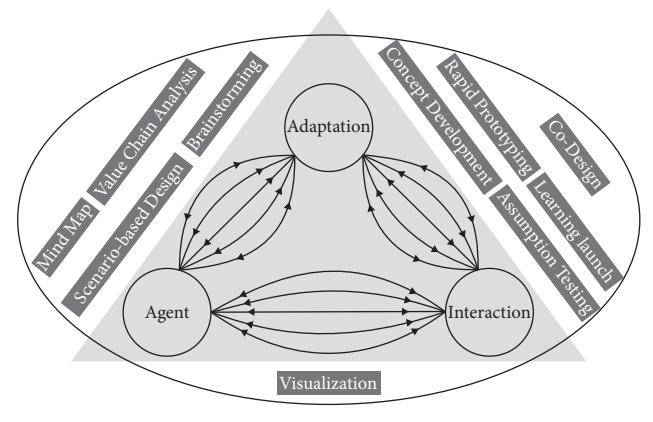 Mind Map
Value Chain Analysis
Scenario-based Design
Brainstorming
Concept Development
Rapid Prototyping
Co-Design
Assumption Testing
Learning launch
Adaptation
Agent
Interaction
Visualization